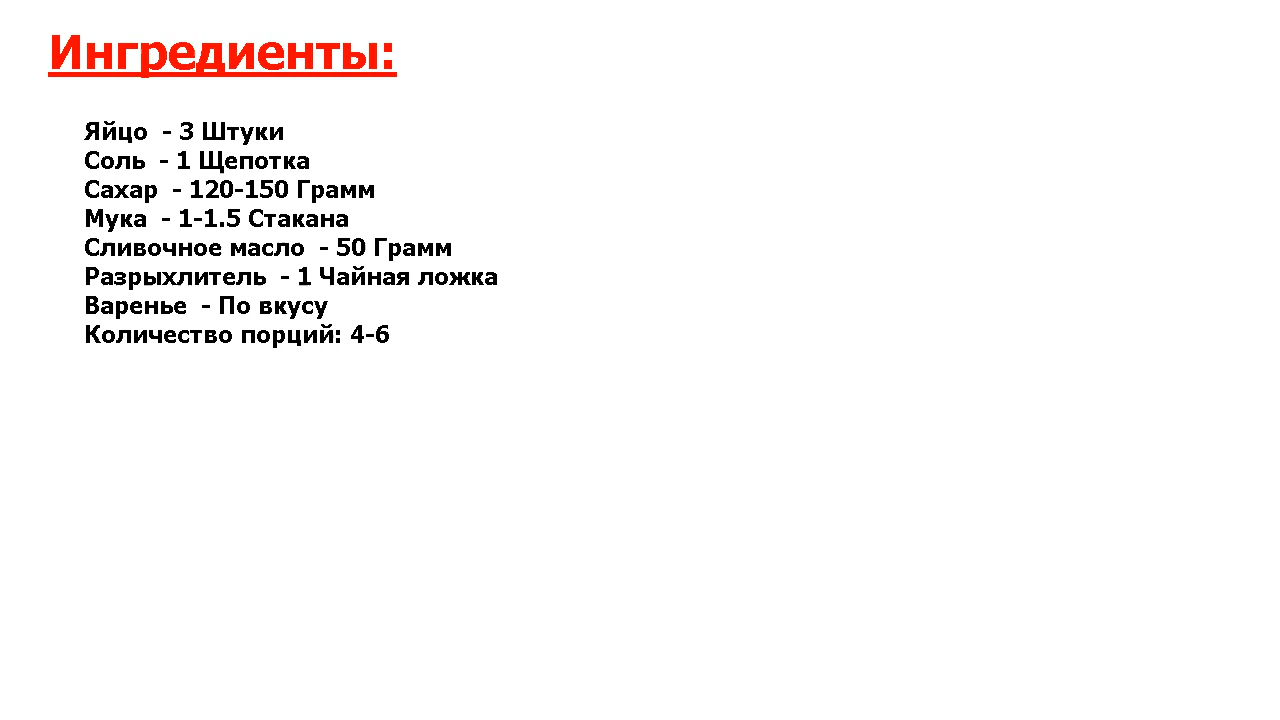 Ингредиенты:
Яйцо  - 3 Штуки
Соль  - 1 Щепотка
Сахар  - 120-150 Грамм
Мука  - 1-1.5 Стакана
Сливочное масло  - 50 Грамм
Разрыхлитель  - 1 Чайная ложка
Варенье  - По вкусу
Количество порций: 4-6